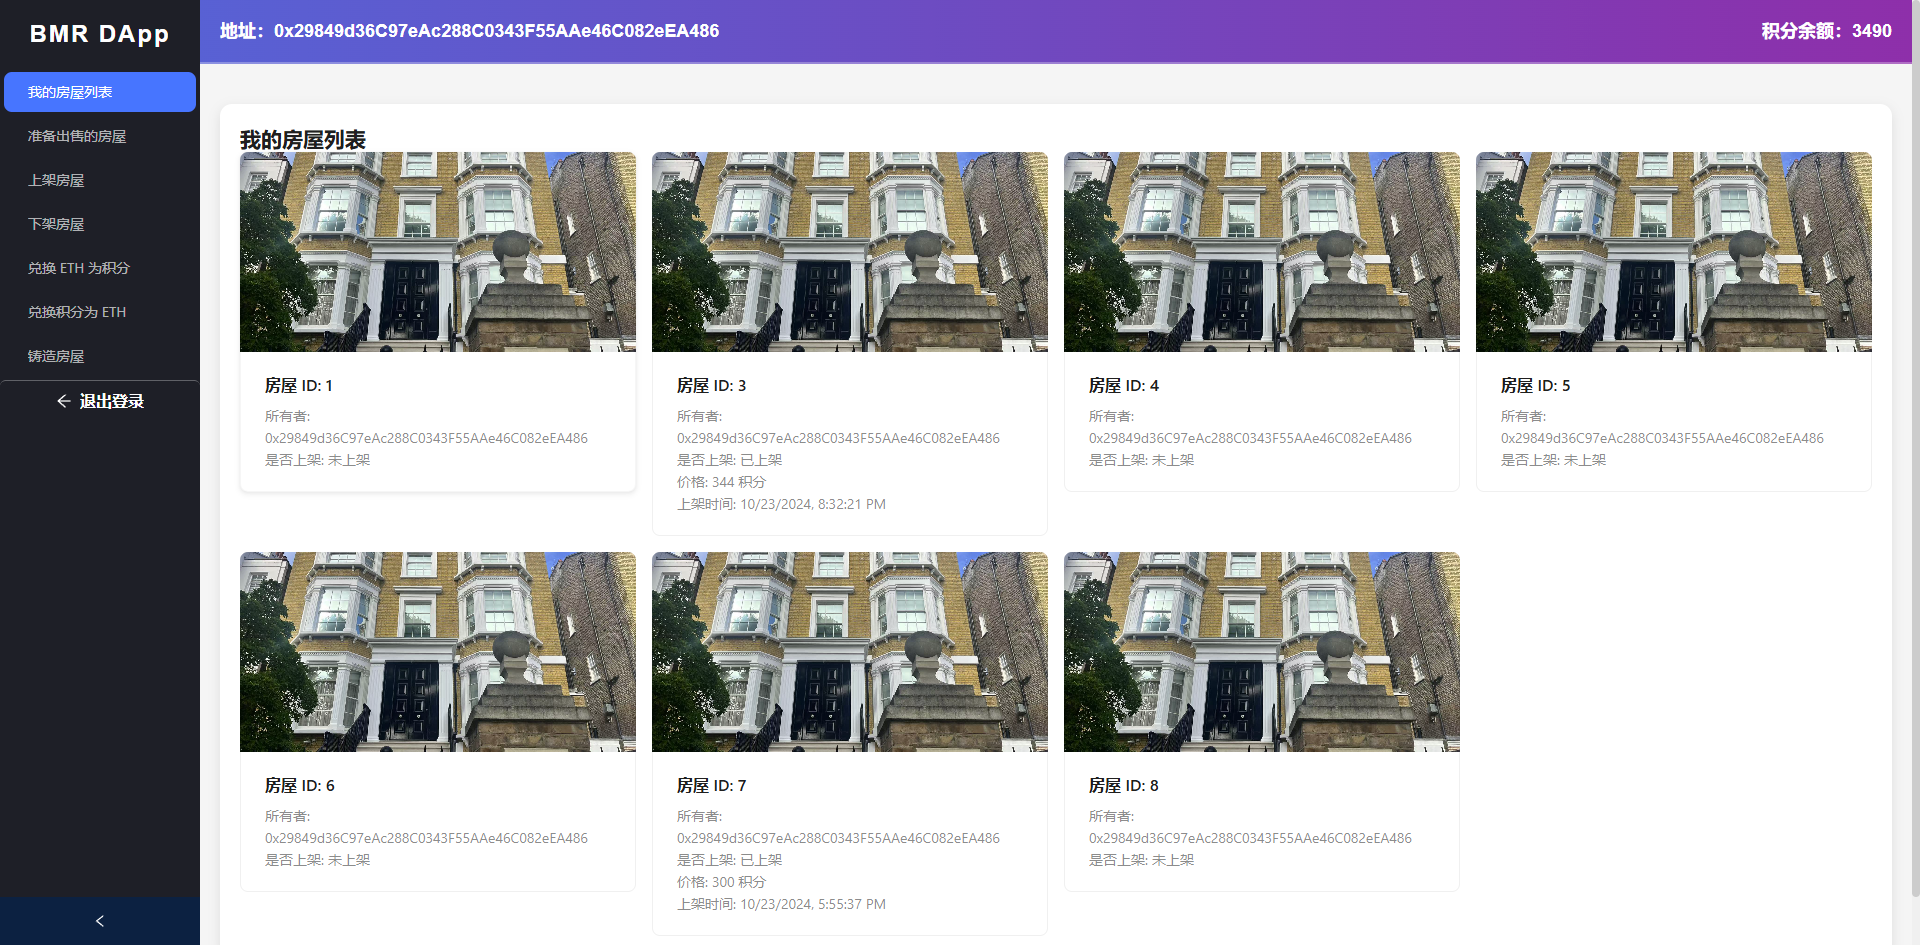 BMR DApp
我的房屋列表
准备出售的房屋
上架房屋
下架房屋
兑换 ETH 为积分
兑换积分为 ETH
铸造房屋
退出登录
地址：0x29849d36C97eAc288C0343F55AAe46C082eEA486
积分余额：3490
我的房屋列表
房屋 ID: 1
所有者:
0x29849d36C97eAc288C0343F55AAe46C082eEA486
是否上架: 未上架
房屋 ID: 3
所有者:
0x29849d36C97eAc288C0343F55AAe46C082eEA486
是否上架: 已上架
价格: 344 积分
上架时间: 10/23/2024, 8:32:21 PM
房屋 ID: 4
所有者:
0x29849d36C97eAc288C0343F55AAe46C082eEA486
是否上架: 未上架
房屋 ID: 5
所有者:
0x29849d36C97eAc288C0343F55AAe46C082eEA486
是否上架: 未上架
房屋 ID: 6
所有者:
0x29849d36C97eAc288C0343F55AAe46C082eEA486
是否上架: 未上架
房屋 ID: 7
所有者:
0x29849d36C97eAc288C0343F55AAe46C082eEA486
是否上架: 已上架
价格: 300 积分
上架时间: 10/23/2024, 5:55:37 PM
房屋 ID: 8
所有者:
0x29849d36C97eAc288C0343F55AAe46C082eEA486
是否上架: 未上架